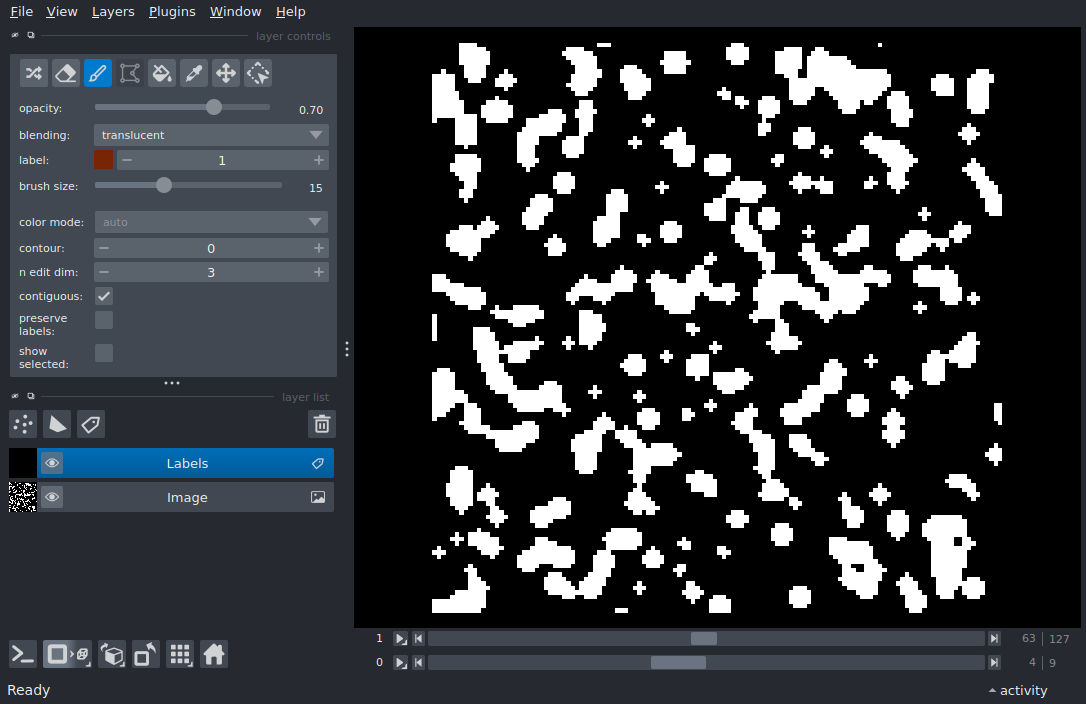 File View Layers Plugins Window Help
layer controls
opacity: 0.70
blending: translucent
label: 1
brush size: 15
color mode: auto
contour: 0
n edit dim: 3
contiguous:
preserve
labels:
show
selected:
layer list
Labels
Image
1 63 127
0 4 9
Ready activity